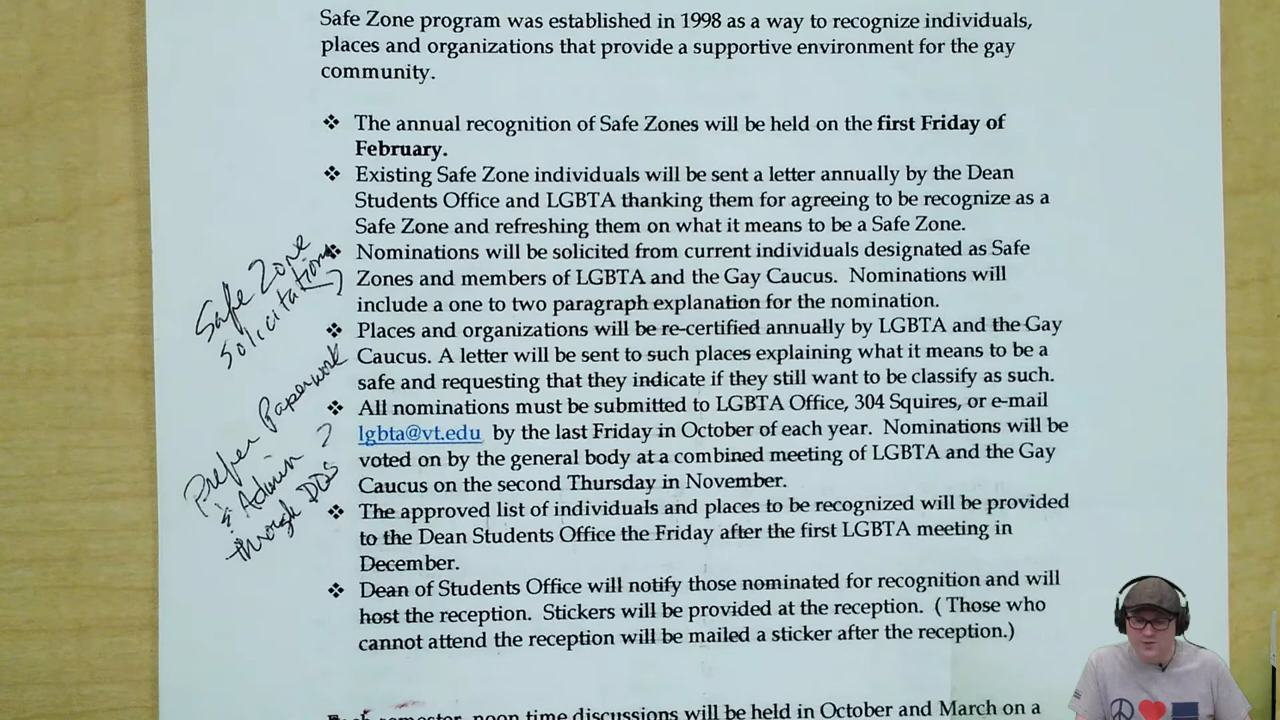 Safe Zone program was established in 1998 as a way to recognize individuals,
places and organizations that provide a supportive environment for the gay
community.
❖ The annual recognition of Safe Zones will be held on the first Friday of
February.
❖ Existing Safe Zone individuals will be sent a letter annually by the Dean
Students Office and LGBTA thanking them for agreeing to be recognize as a
Safe Zone and refreshing them on what it means to be a Safe Zone.
Safe Zone
Solicitations
❖ Nominations will be solicited from current individuals designated as Safe
Zones and members of LGBTA and the Gay Caucus. Nominations will
include a one to two paragraph explanation for the nomination.
❖ Places and organizations will be re-certified annually by LGBTA and the Gay
Caucus. A letter will be sent to such places explaining what it means to be a
safe and requesting that they indicate if they still want to be classify as such.
Prefer Paperwork
& Admin ?
through DOS
❖ All nominations must be submitted to LGBTA Office, 304 Squires, or e-mail
lgbta@vt.edu by the last Friday in October of each year. Nominations will be
voted on by the general body at a combined meeting of LGBTA and the Gay
Caucus on the second Thursday in November.
❖ The approved list of individuals and places to be recognized will be provided
to the Dean Students Office the Friday after the first LGBTA meeting in
December.
❖ Dean of Students Office will notify those nominated for recognition and will
host the reception. Stickers will be provided at the reception. ( Those who
cannot attend the reception will be mailed a sticker after the reception.)
semester, noon time discussions will be held in October and March on a